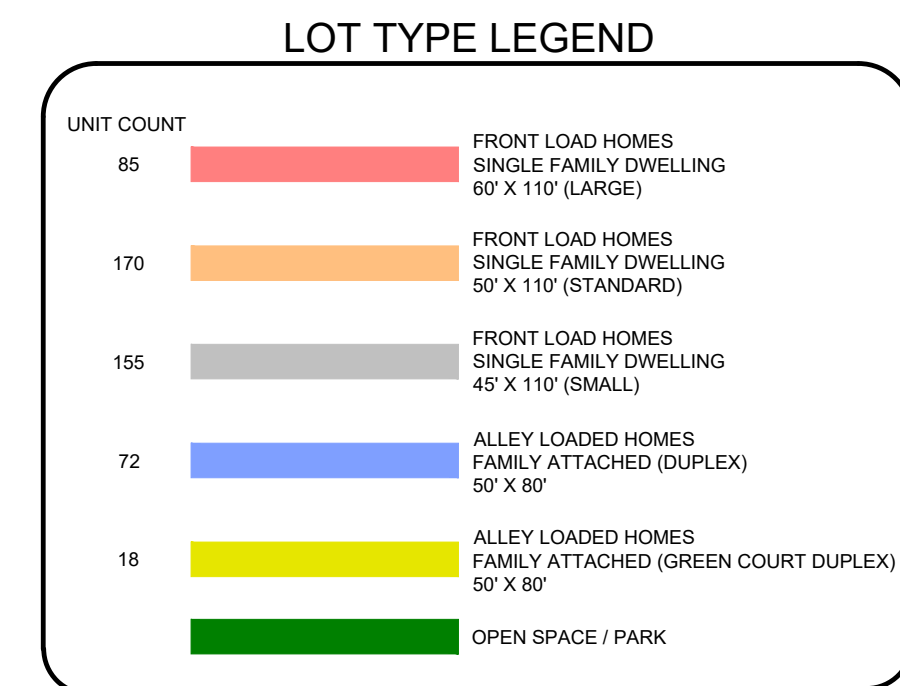 LOT TYPE LEGEND
UNIT COUNT
85
FRONT LOAD HOMES
SINGLE FAMILY DWELLING
60' X 110' (LARGE)
170
FRONT LOAD HOMES
SINGLE FAMILY DWELLING
50' X 110' (STANDARD)
155
FRONT LOAD HOMES
SINGLE FAMILY DWELLING
45' X 110' (SMALL)
72
ALLEY LOADED HOMES
FAMILY ATTACHED (DUPLEX)
50' X 80'
18
ALLEY LOADED HOMES
FAMILY ATTACHED (GREEN COURT DUPLEX)
50' X 80'
OPEN SPACE / PARK